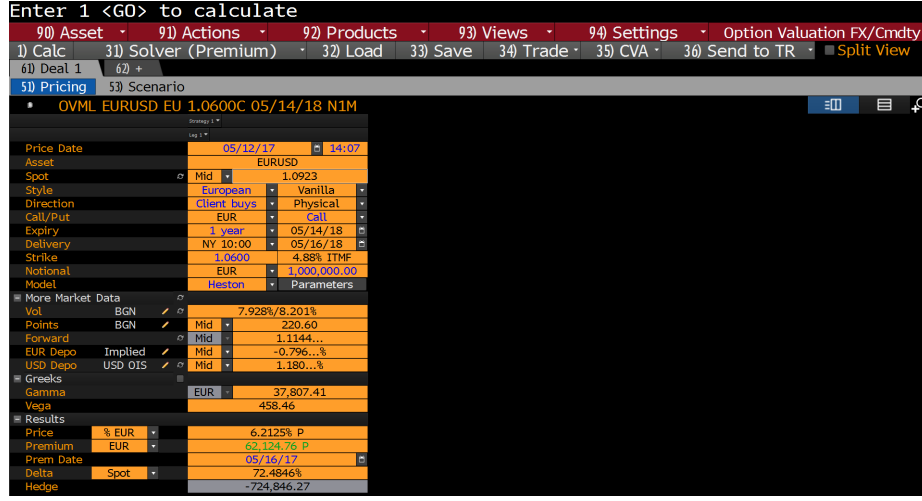 Enter 1 <GO> to calculate
90) Asset 91) Actions 92) Products 93) Views 94) Settings Option Valuation FX/Cmdty
1) Calc 31) Solver (Premium) 32) Load 33) Save 34) Trade 35) CVA 36) Send to TR Split View
61) Deal 1 62) +
51) Pricing 53) Scenario
OVML EURUSD EU 1.0600C 05/14/18 N1M
Strategy 1
Leg 1
Price Date 05/12/17 14:07
Asset EURUSD
Spot Mid 1.0923
Style European Vanilla
Direction Client buys Physical
Call/Put EUR Call
Expiry 1 year 05/14/18
Delivery NY 10:00 05/16/18
Strike 1.0600 4.88% ITMF
Notional EUR 1,000,000.00
Model Heston Parameters
More Market Data
Vol BGN 7.928%/8.201%
Points BGN Mid 220.60
Forward Mid 1.1144...
EUR Depo Implied Mid -0.796...%
USD Depo USD OIS Mid 1.180...%
Greeks
Gamma EUR 37,807.41
Vega 458.46
Results
Price % EUR 6.2125% P
Premium EUR 62,124.76 P
Prem Date 05/16/17
Delta Spot 72.4846%
Hedge -724,846.27